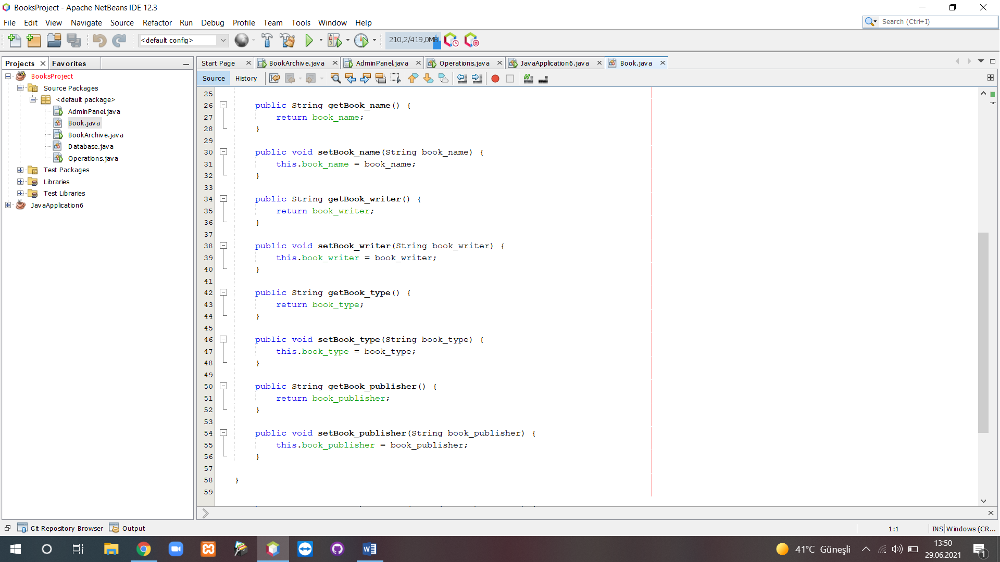 BooksProject - Apache NetBeans IDE 12.3
File Edit View Navigate Source Refactor Run Debug Profile Team Tools Window Help
Search (Ctrl+I)
<default config>
210,2/419,0MB
Projects Favorites
Start Page BookArchive.java AdminPanel.java Operations.java JavaApplication6.java Book.java
Source History
BooksProject
Source Packages
<default package>
AdminPanel.java
Book.java
BookArchive.java
Database.java
Operations.java
Test Packages
Libraries
Test Libraries
JavaApplication6
25
26 public String getBook_name() {
27 return book_name;
28 }
29
30 public void setBook_name(String book_name) {
31 this.book_name = book_name;
32 }
33
34 public String getBook_writer() {
35 return book_writer;
36 }
37
38 public void setBook_writer(String book_writer) {
39 this.book_writer = book_writer;
40 }
41
42 public String getBook_type() {
43 return book_type;
44 }
45
46 public void setBook_type(String book_type) {
47 this.book_type = book_type;
48 }
49
50 public String getBook_publisher() {
51 return book_publisher;
52 }
53
54 public void setBook_publisher(String book_publisher) {
55 this.book_publisher = book_publisher;
56 }
57
58 }
59
Git Repository Browser Output
1:1 INS Windows (CR...
41°C Güneşli
13:50
29.06.2021
1